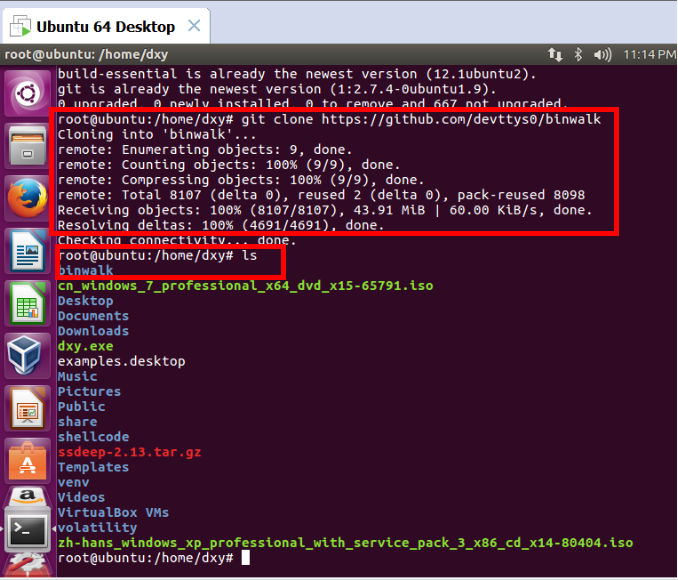 Ubuntu 64 Desktop
root@ubuntu: /home/dxy
11:14 PM
build-essential is already the newest version (12.1ubuntu2).
git is already the newest version (1:2.7.4-0ubuntu1.9).
0 upgraded, 0 newly installed, 0 to remove and 667 not upgraded.
root@ubuntu:/home/dxy# git clone https://github.com/devttys0/binwalk
Cloning into 'binwalk'...
remote: Enumerating objects: 9, done.
remote: Counting objects: 100% (9/9), done.
remote: Compressing objects: 100% (9/9), done.
remote: Total 8107 (delta 0), reused 2 (delta 0), pack-reused 8098
Receiving objects: 100% (8107/8107), 43.91 MiB | 60.00 KiB/s, done.
Resolving deltas: 100% (4691/4691), done.
Checking connectivity... done.
root@ubuntu:/home/dxy# ls
binwalk
cn_windows_7_professional_x64_dvd_x15-65791.iso
Desktop
Documents
Downloads
dxy.exe
examples.desktop
Music
Pictures
Public
share
shellcode
ssdeep-2.13.tar.gz
Templates
venv
Videos
VirtualBox VMs
volatility
zh-hans_windows_xp_professional_with_service_pack_3_x86_cd_x14-80404.iso
root@ubuntu:/home/dxy#